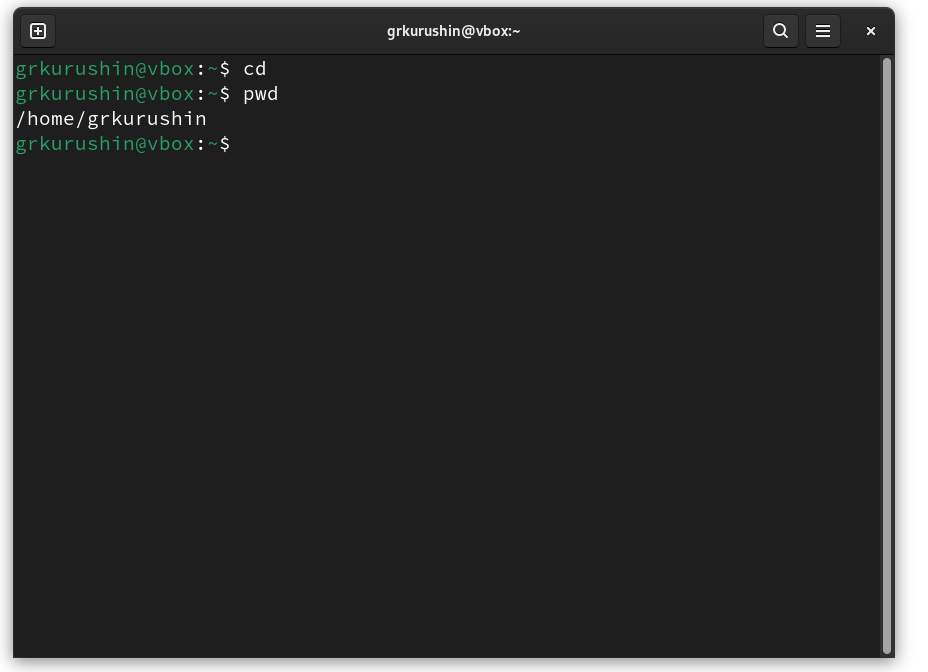 grkurushin@vbox:~
grkurushin@vbox:~$ cd
grkurushin@vbox:~$ pwd
/home/grkurushin
grkurushin@vbox:~$